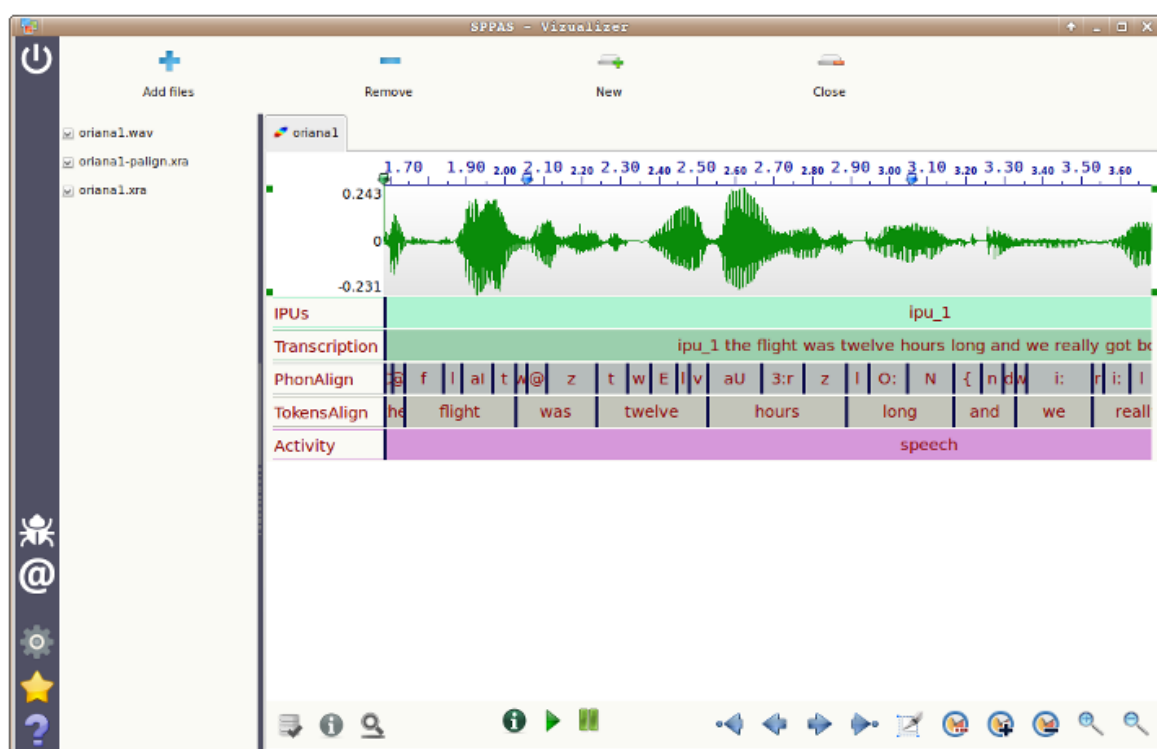 SPPAS - Vizualizer
Add files Remove New Close
oriana1.wav
oriana1-palign.xra
oriana1.xra
oriana1
1.70 1.90 2.00 2.10 2.20 2.30 2.40 2.50 2.60 2.70 2.80 2.90 3.00 3.10 3.20 3.30 3.40 3.50 3.60
0.243
0
-0.231
IPUs ipu_1
Transcription ipu_1 the flight was twelve hours long and we really got
PhonAlign @ f l aI t w @ z t w E l v aU 3:r z l O: N { n d w i: r i: l
TokensAlign flight was twelve hours long and we
Activity speech
@
?